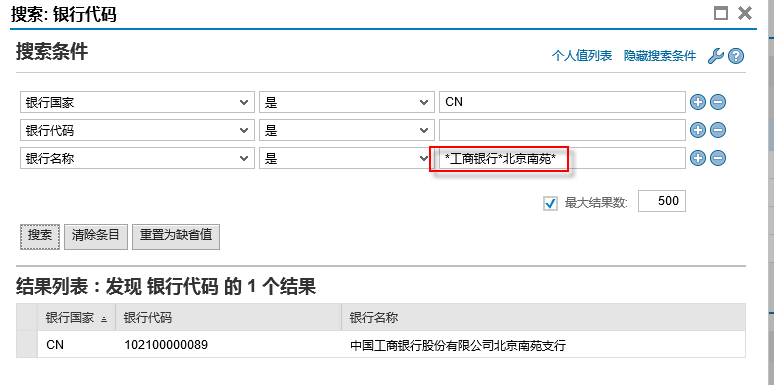 搜索: 银行代码
搜索条件
个人值列表 隐藏搜索条件
银行国家 是 CN
银行代码 是
银行名称 是 *工商银行*北京南苑*
最大结果数: 500
搜索 清除条目 重置为缺省值
结果列表：发现 银行代码 的 1 个结果
银行国家 银行代码 银行名称
CN 102100000089 中国工商银行股份有限公司北京南苑支行